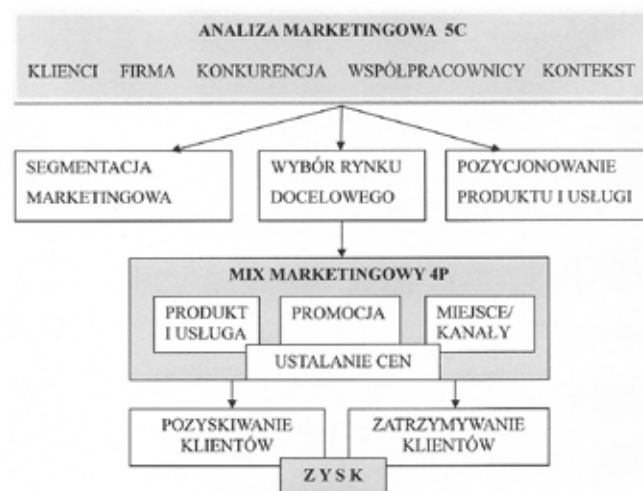 ANALIZA MARKETINGOWA 5C
KLIENCI FIRMA KONKURENCJA WSPÓŁPRACOWNICY KONTEKST
SEGMENTACJA
MARKETINGOWA
WYBÓR RYNKU
DOCELOWEGO
POZYCJONOWANIE
PRODUKTU I USŁUGI
MIX MARKETINGOWY 4P
PRODUKT
I USŁUGA
PROMOCJA
MIEJSCE/
KANAŁY
USTALANIE CEN
POZYSKIWANIE
KLIENTÓW
ZATRZYMYWANIE
KLIENTÓW
Z Y S K